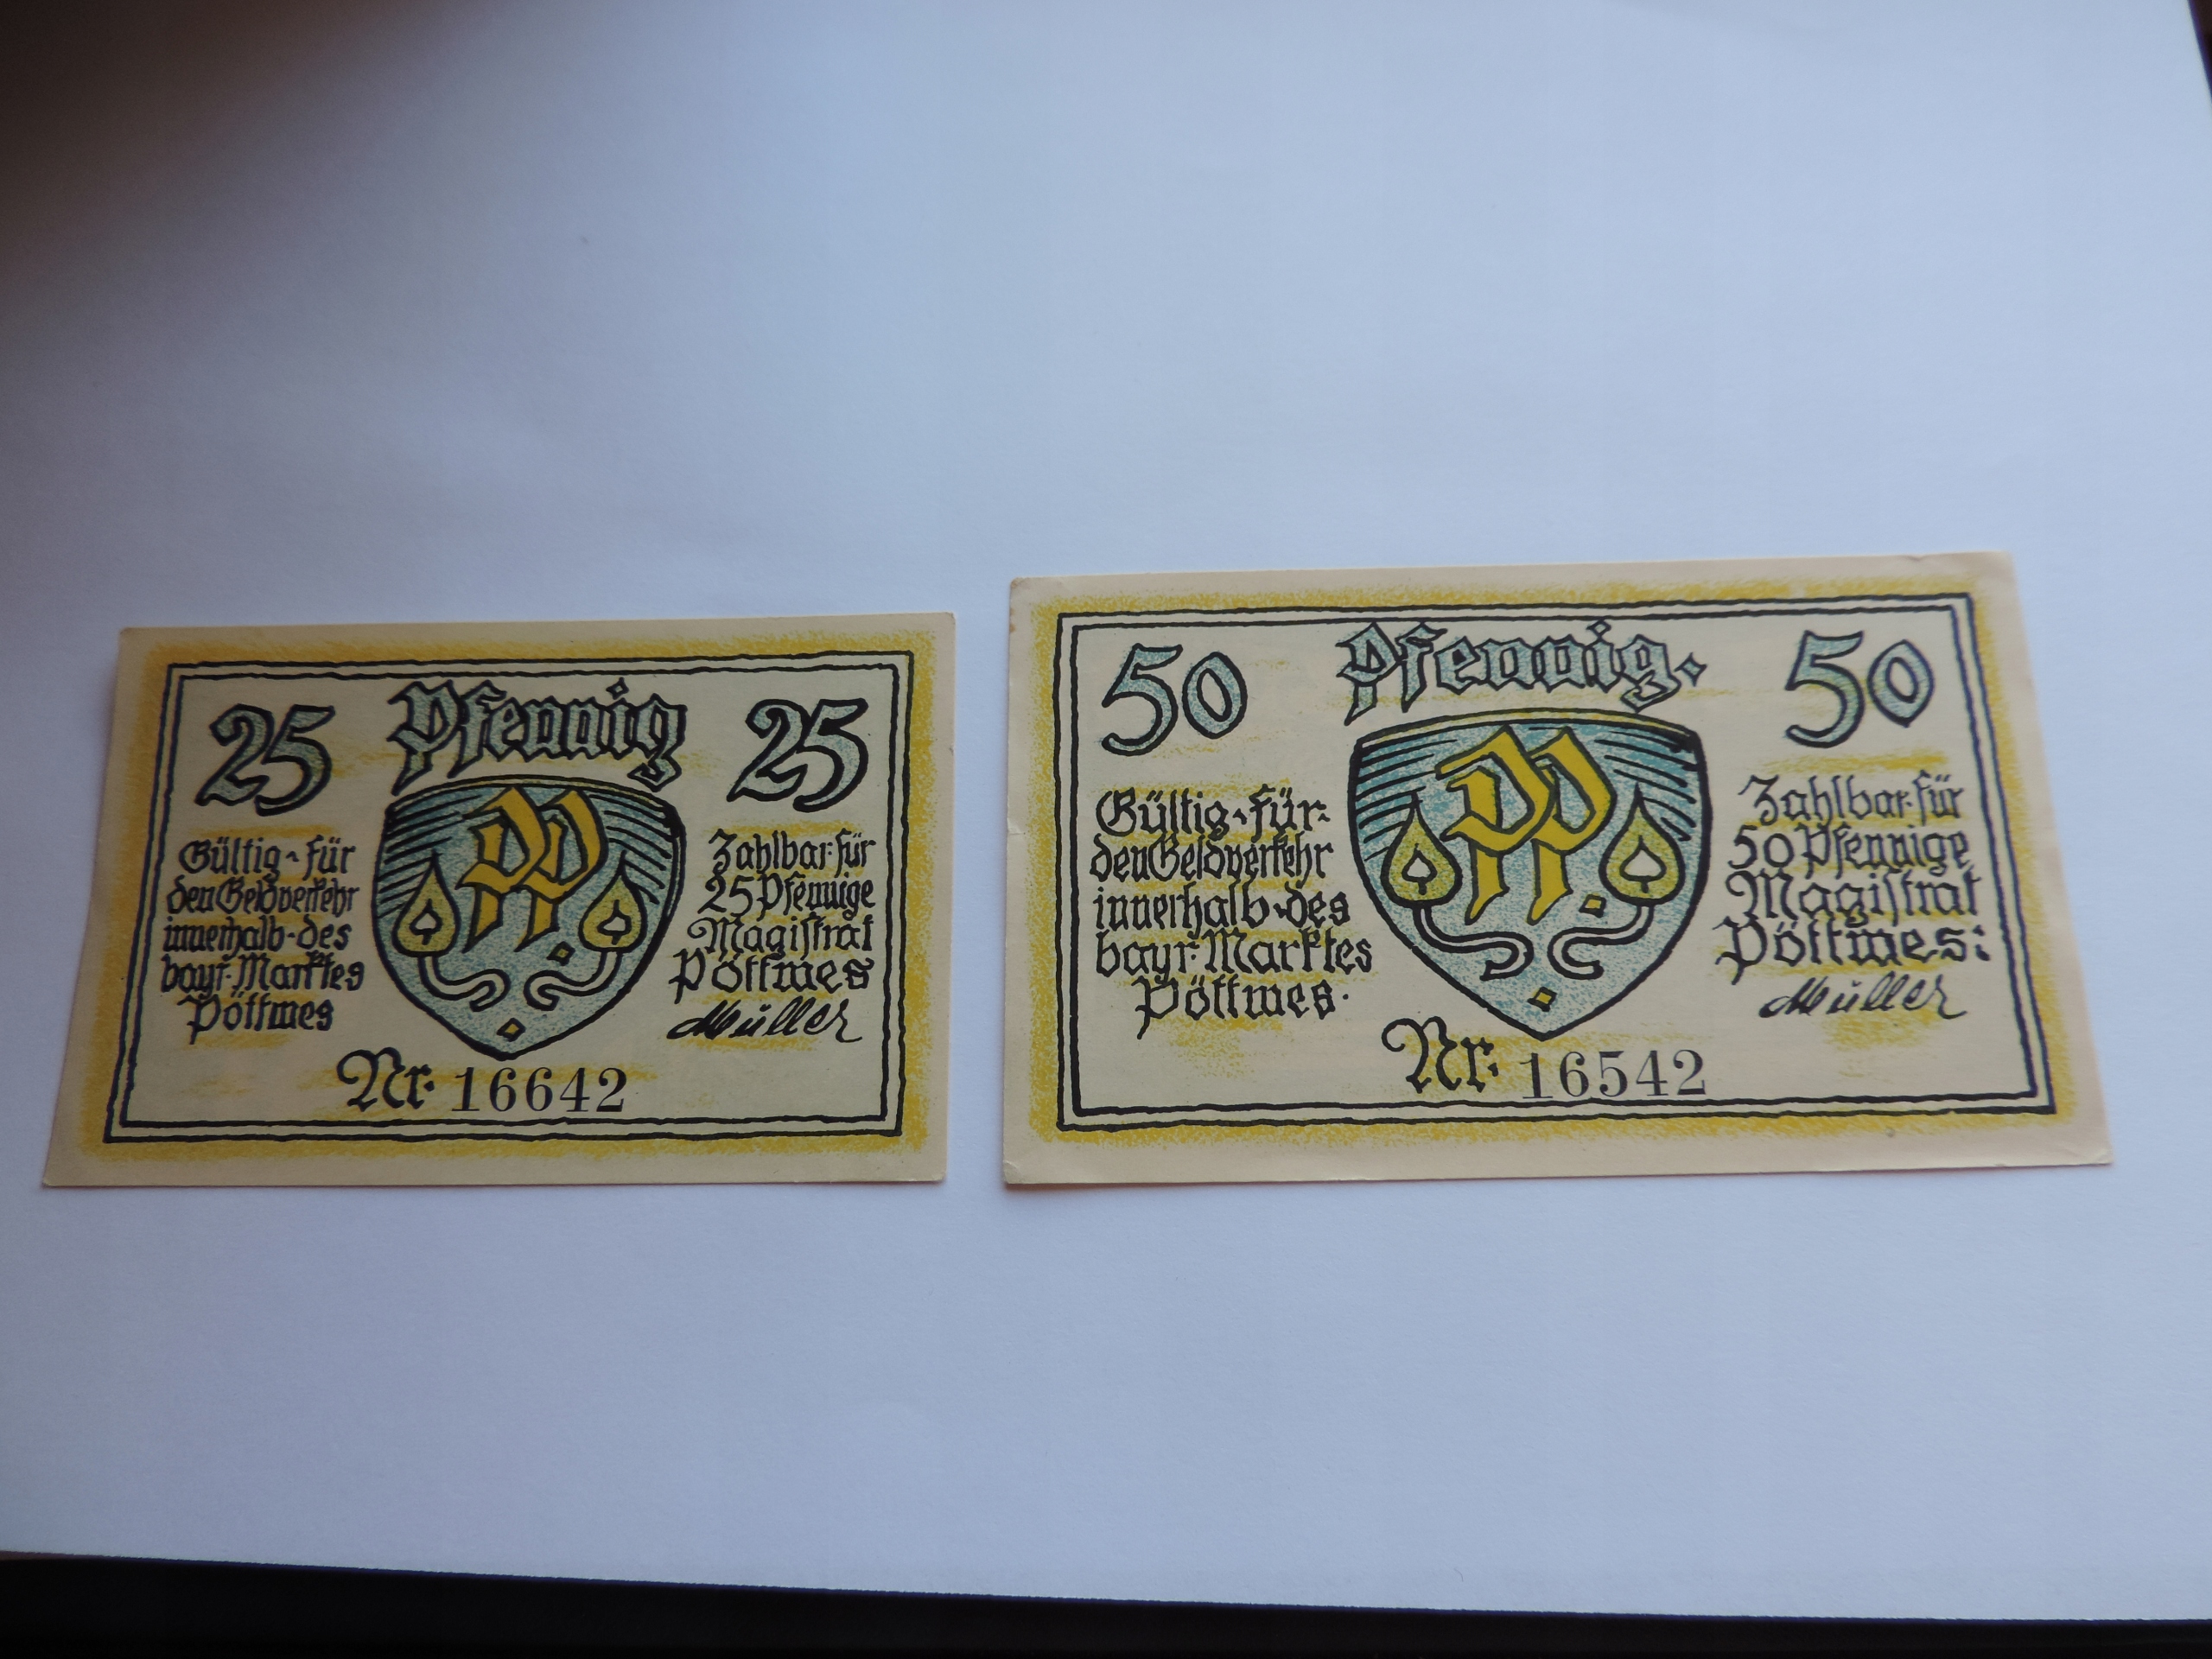 25 Pfennig 25
Gültig für
den Geldverkehr
innerhalb des
bayr. Marktes
Pöttmes
PP
Zahlbar für
25 Pfennige
Magistrat
Pöttmes
Müller
Nr. 16642
50 Pfennig. 50
Gültig für
den Geldverkehr
innerhalb des
bayr. Marktes
Pöttmes.
PP
Zahlbar für
50 Pfennige
Magistrat
Pöttmes:
Müller
Nr. 16542